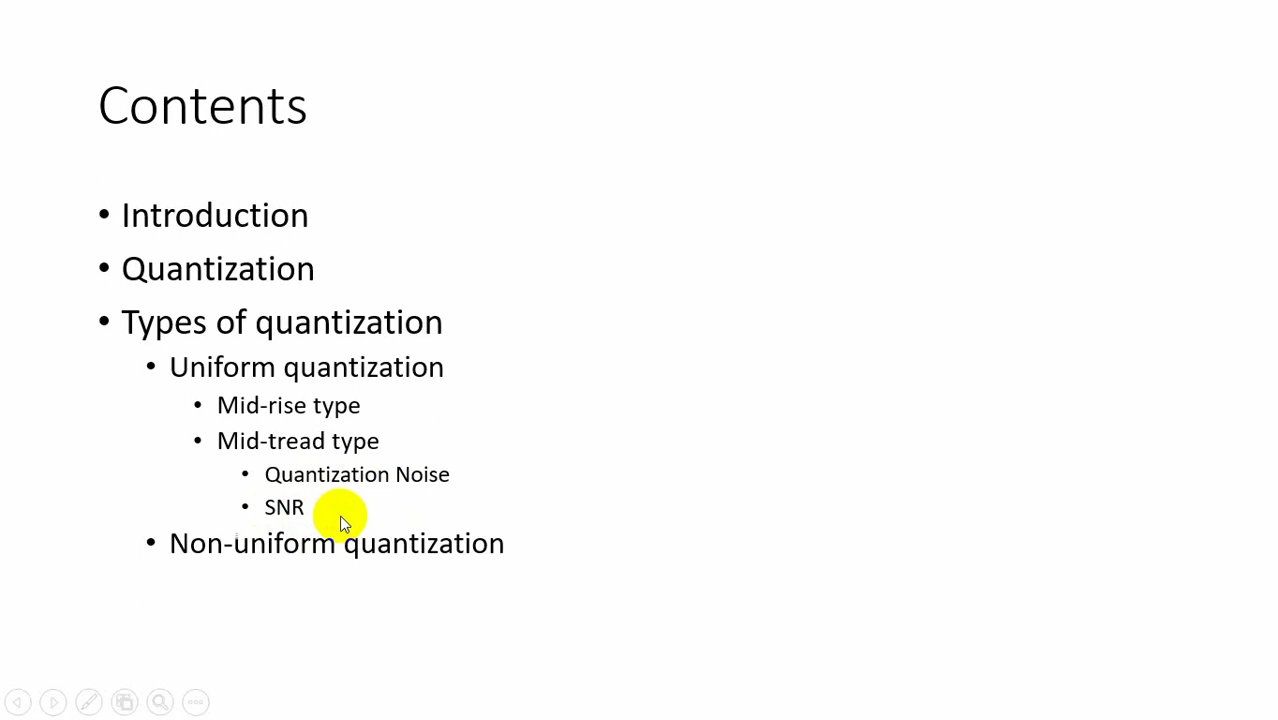 Contents
• Introduction
• Quantization
• Types of quantization
• Uniform quantization
• Mid-rise type
• Mid-tread type
• Quantization Noise
• SNR
• Non-uniform quantization